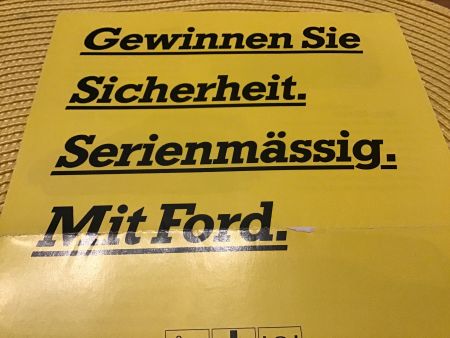 Gewinnen Sie
Sicherheit.
Serienmässig.
Mit Ford.